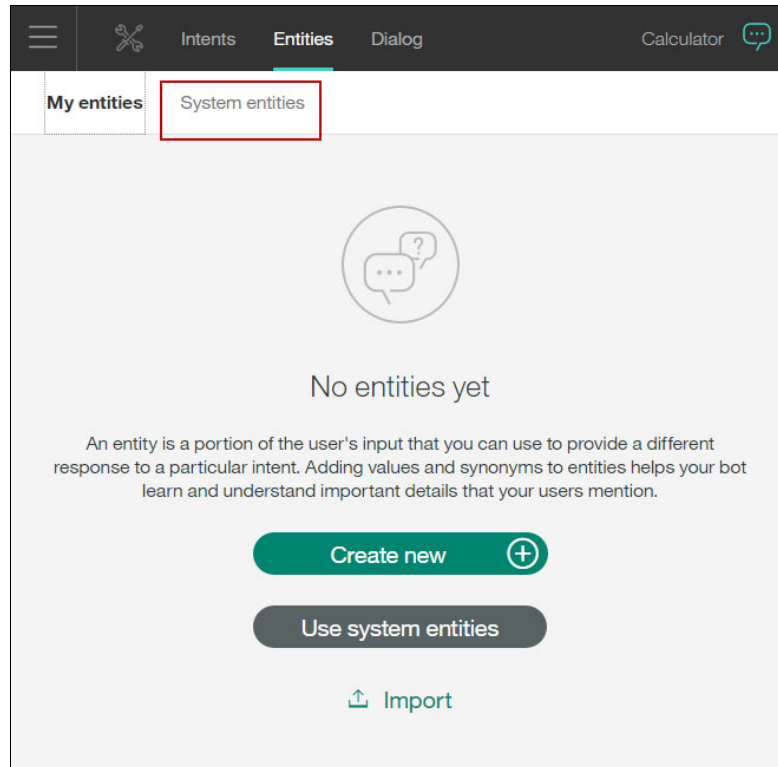 Intents Entities Dialog Calculator
My entities System entities
?
No entities yet
An entity is a portion of the user's input that you can use to provide a different
response to a particular intent. Adding values and synonyms to entities helps your bot
learn and understand important details that your users mention.
Create new
Use system entities
Import